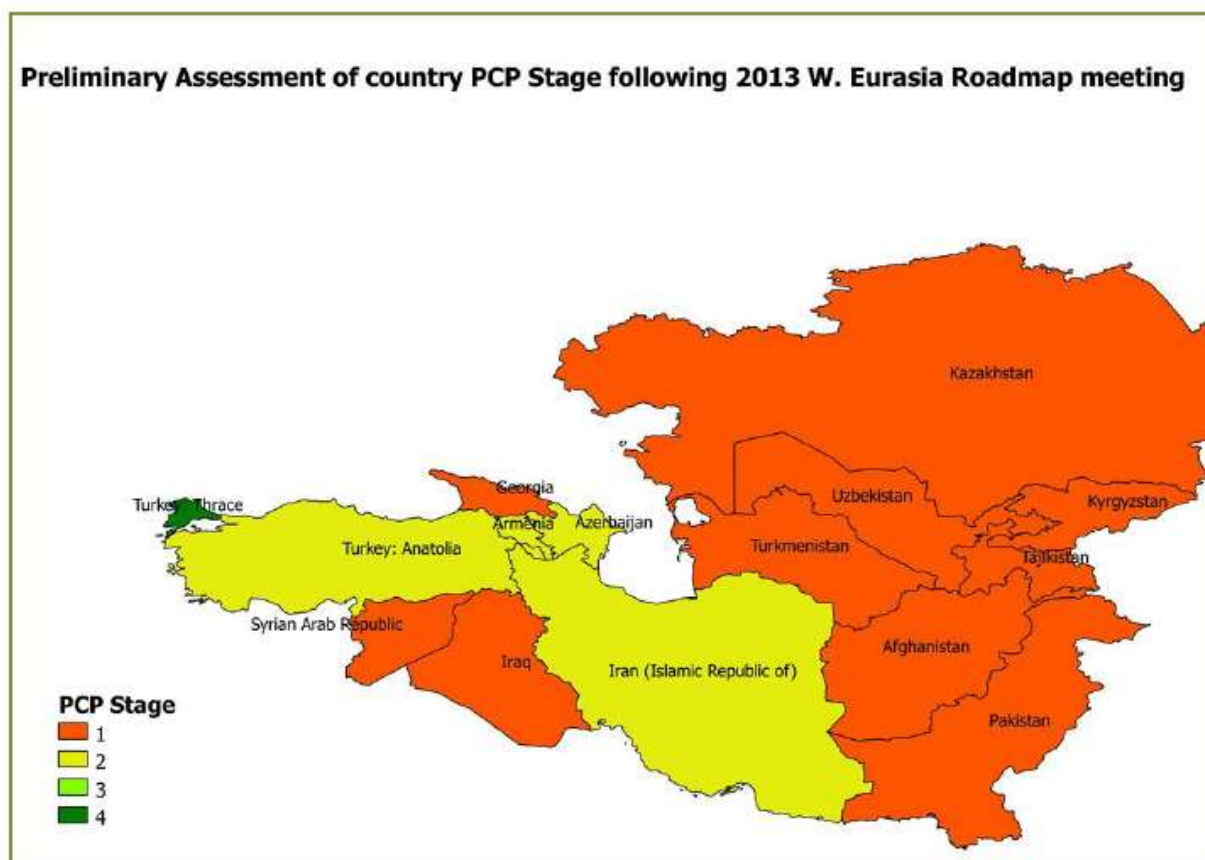 Preliminary Assessment of country PCP Stage following 2013 W. Eurasia Roadmap meeting
Kazakhstan
Georgia
Uzbekistan
Kyrgyzstan
Turkey: Thrace
Armenia
Azerbaijan
Turkey: Anatolia
Turkmenistan
Tajikistan
Syrian Arab Republic
Iraq
Iran (Islamic Republic of)
Afghanistan
Pakistan
PCP Stage
1
2
3
4